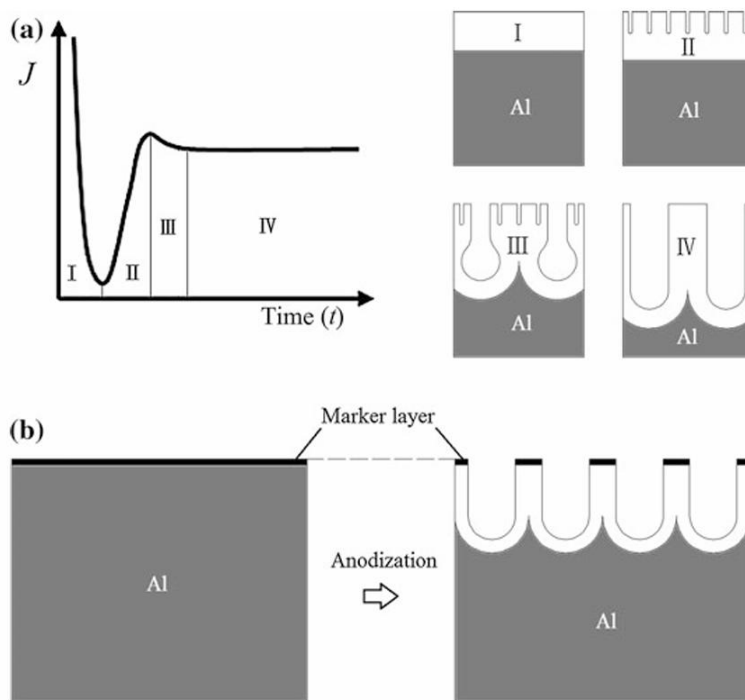 (a)
J
I
II
III
IV
Time (t)
I
Al
II
Al
III
Al
IV
Al
(b)
Marker layer
Al
Anodization
Al